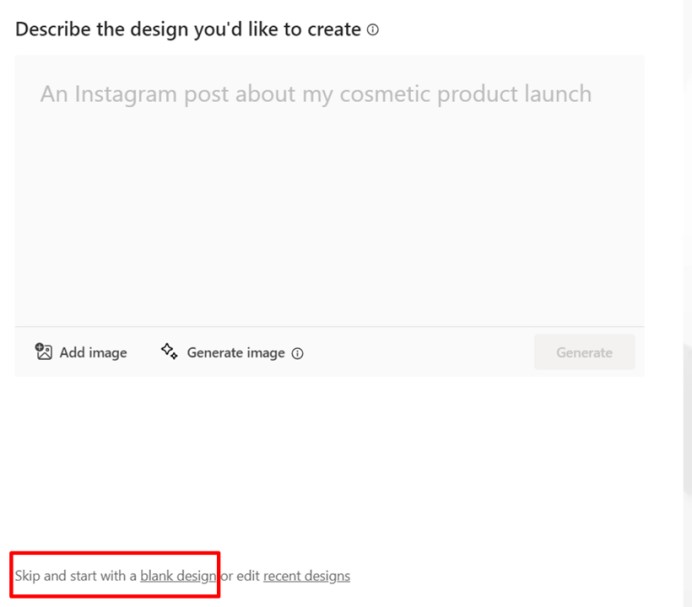 Describe the design you'd like to create
An Instagram post about my cosmetic product launch
Add image Generate image Generate
Skip and start with a blank design or edit recent designs